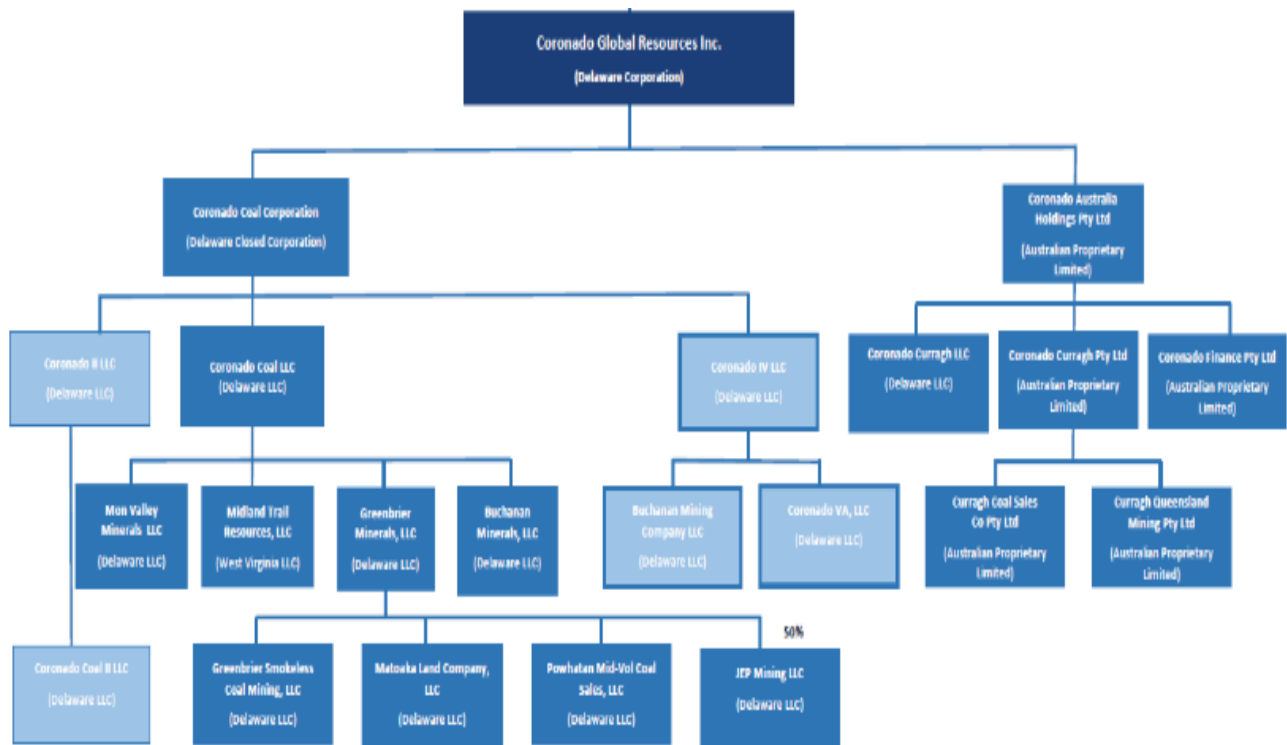 Coronado Global Resources Inc.
(Delaware Corporation)
Coronado Coal Corporation
(Delaware Closed Corporation)
Coronado Australia
Holdings Pty Ltd
(Australian Proprietary
Limited)
Coronado II LLC
(Delaware LLC)
Coronado Coal LLC
(Delaware LLC)
Coronado IV LLC
(Delaware LLC)
Coronado Curragh LLC
(Delaware LLC)
Coronado Curragh Pty Ltd
(Australian Proprietary
Limited)
Coronado Finance Pty Ltd
(Australian Proprietary
Limited)
Mon Valley
Minerals LLC
(Delaware LLC)
Midland Trail
Resources, LLC
(West Virginia LLC)
Greenbrier
Minerals, LLC
(Delaware LLC)
Buchanan
Minerals, LLC
(Delaware LLC)
Buchanan Mining
Company LLC
(Delaware LLC)
Coronado VA, LLC
(Delaware LLC)
Curragh Coal Sales
Co Pty Ltd
(Australian Proprietary
Limited)
Curragh Queensland
Mining Pty Ltd
(Australian Proprietary
Limited)
Coronado Coal II LLC
(Delaware LLC)
Greenbrier Smokeless
Coal Mining, LLC
(Delaware LLC)
Matoaka Land Company,
LLC
(Delaware LLC)
Powhatan Mid-Vol Coal
Sales, LLC
(Delaware LLC)
50%
JEP Mining LLC
(Delaware LLC)